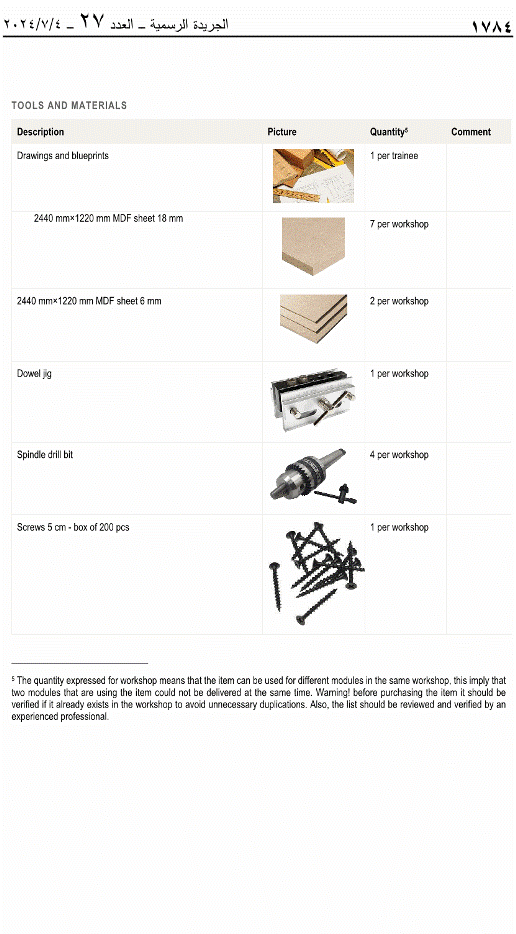 ١٧٨٤
الجريدة الرسمية – العدد ٢٧ – ٢٠٢٤/٧/٤
TOOLS AND MATERIALS
Description Picture Quantity⁵ Comment
Drawings and blueprints 1 per trainee
2440 mm×1220 mm MDF sheet 18 mm 7 per workshop
2440 mm×1220 mm MDF sheet 6 mm 2 per workshop
Dowel jig 1 per workshop
Spindle drill bit 4 per workshop
Screws 5 cm - box of 200 pcs 1 per workshop
⁵ The quantity expressed for workshop means that the item can be used for different modules in the same workshop, this imply that
two modules that are using the item could not be delivered at the same time. Warning! before purchasing the item it should be
verified if it already exists in the workshop to avoid unnecessary duplications. Also, the list should be reviewed and verified by an
experienced professional.